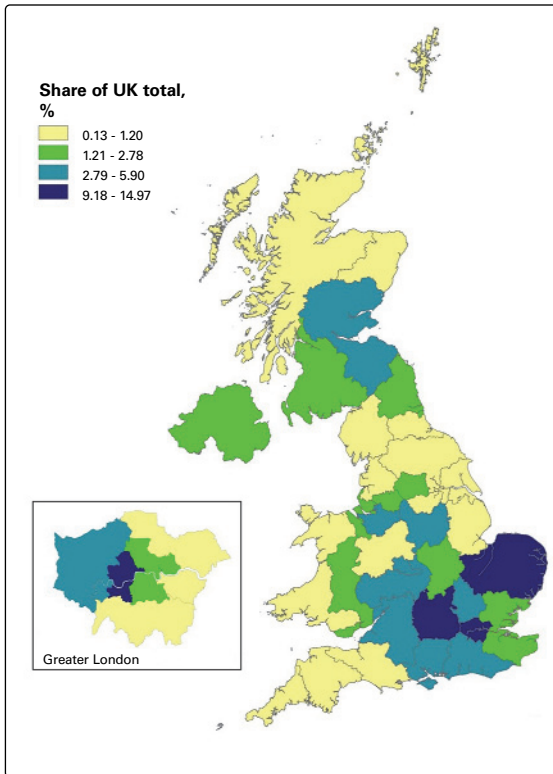 Share of UK total,
%
0.13 - 1.20
1.21 - 2.78
2.79 - 5.90
9.18 - 14.97
Greater London